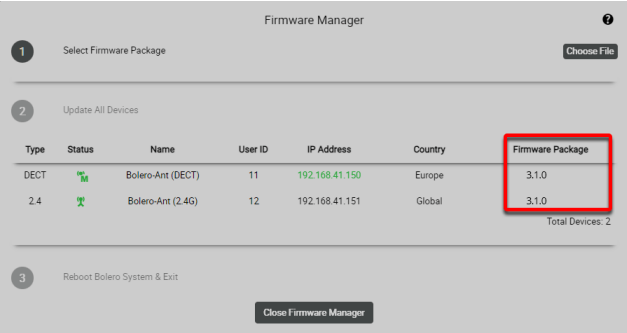 Firmware Manager
?
1
Select Firmware Package
Choose File
2
Update All Devices
Type Status Name User ID IP Address Country Firmware Package
DECT M Bolero-Ant (DECT) 11 192.168.41.150 Europe 3.1.0
2.4 Bolero-Ant (2.4G) 12 192.168.41.151 Global 3.1.0
Total Devices: 2
3
Reboot Bolero System & Exit
Close Firmware Manager